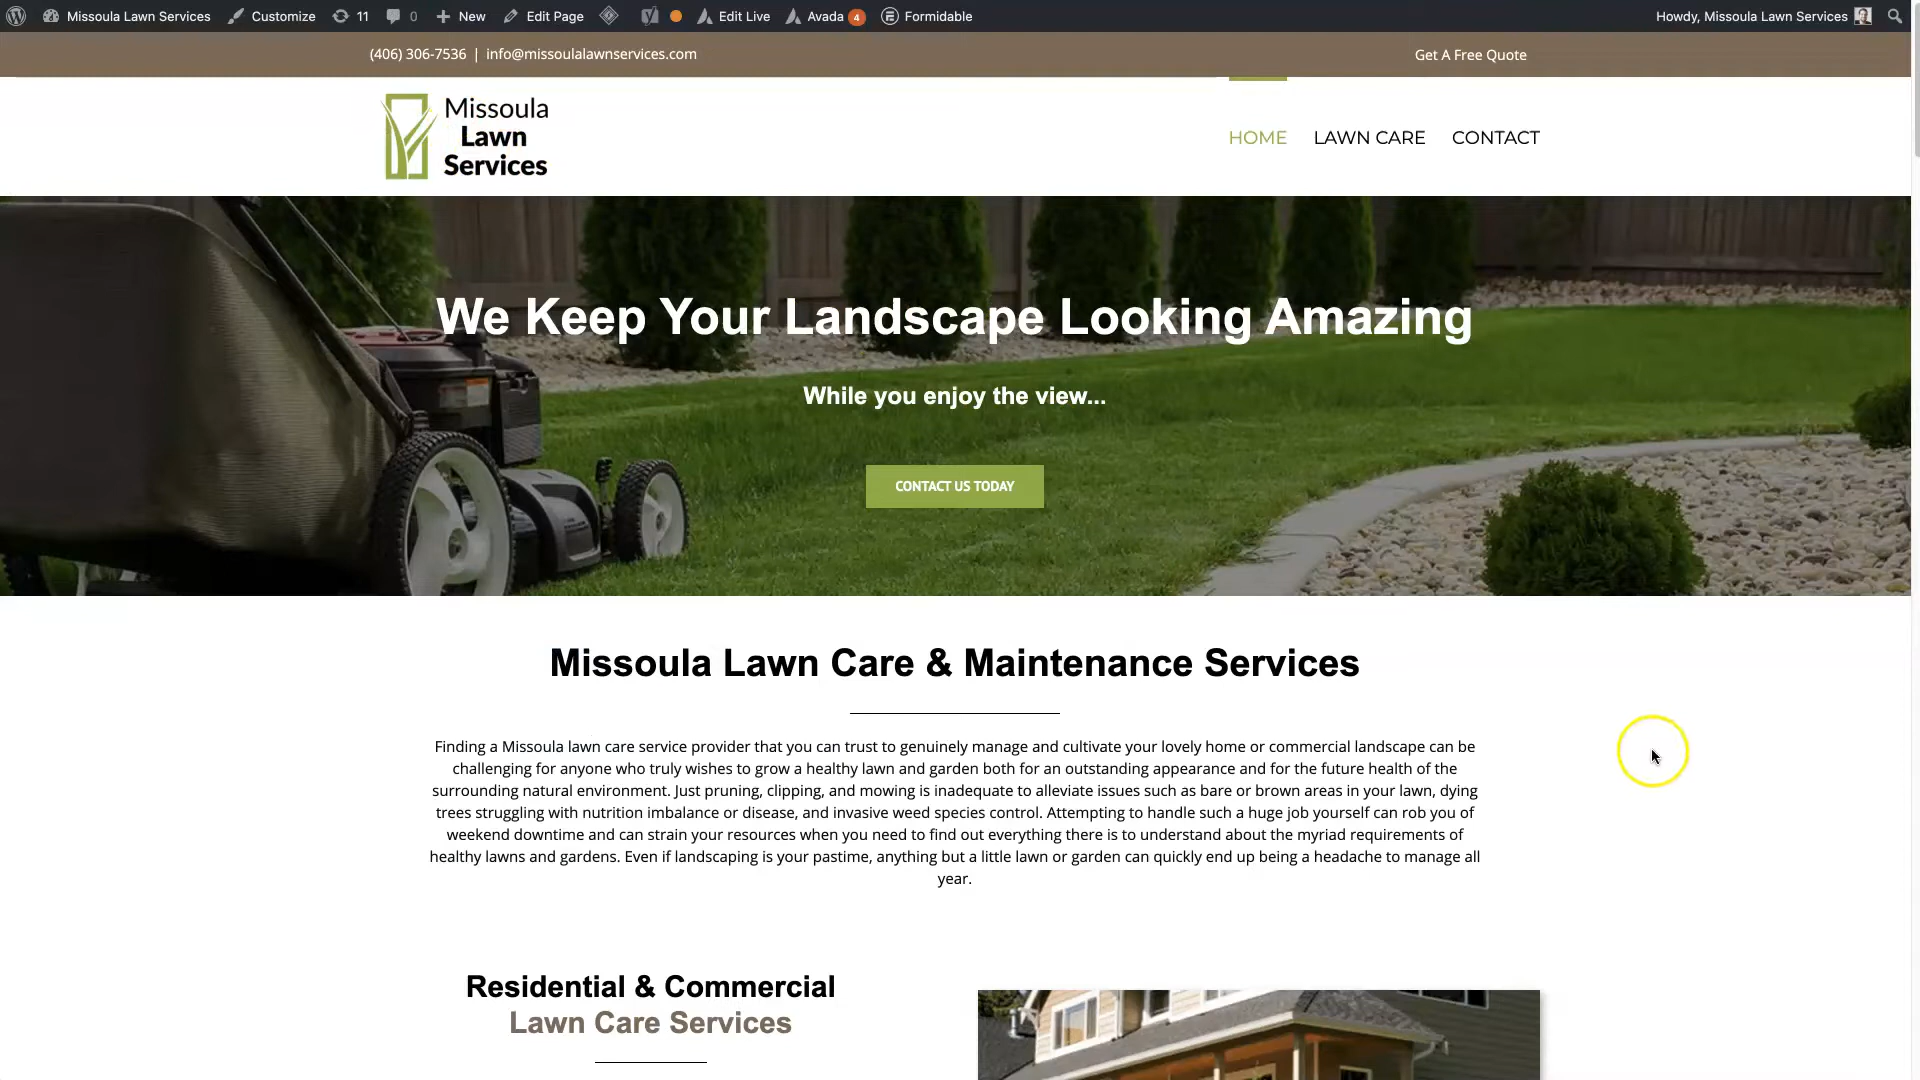 Missoula Lawn Services Customize 11 0 New Edit Page Edit Live Avada 4 Formidable Howdy, Missoula Lawn Services
(406) 306-7536 | info@missoulalawnservices.com Get A Free Quote
Missoula
Lawn
Services
HOME LAWN CARE CONTACT
We Keep Your Landscape Looking Amazing
While you enjoy the view...
CONTACT US TODAY
Missoula Lawn Care & Maintenance Services
Finding a Missoula lawn care service provider that you can trust to genuinely manage and cultivate your lovely home or commercial landscape can be
challenging for anyone who truly wishes to grow a healthy lawn and garden both for an outstanding appearance and for the future health of the
surrounding natural environment. Just pruning, clipping, and mowing is inadequate to alleviate issues such as bare or brown areas in your lawn, dying
trees struggling with nutrition imbalance or disease, and invasive weed species control. Attempting to handle such a huge job yourself can rob you of
weekend downtime and can strain your resources when you need to find out everything there is to understand about the myriad requirements of
healthy lawns and gardens. Even if landscaping is your pastime, anything but a little lawn or garden can quickly end up being a headache to manage all
year.
Residential & Commercial
Lawn Care Services